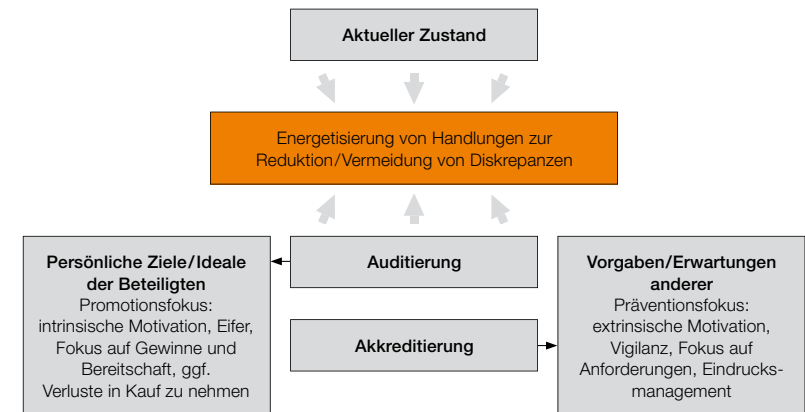 Aktueller Zustand
Energetisierung von Handlungen zur
Reduktion/Vermeidung von Diskrepanzen
Persönliche Ziele/Ideale
der Beteiligten
Promotionsfokus:
intrinsische Motivation, Eifer,
Fokus auf Gewinne und
Bereitschaft, ggf.
Verluste in Kauf zu nehmen
Auditierung
Akkreditierung
Vorgaben/Erwartungen
anderer
Präventionsfokus:
extrinsische Motivation,
Vigilanz, Fokus auf
Anforderungen, Eindrucks-
management